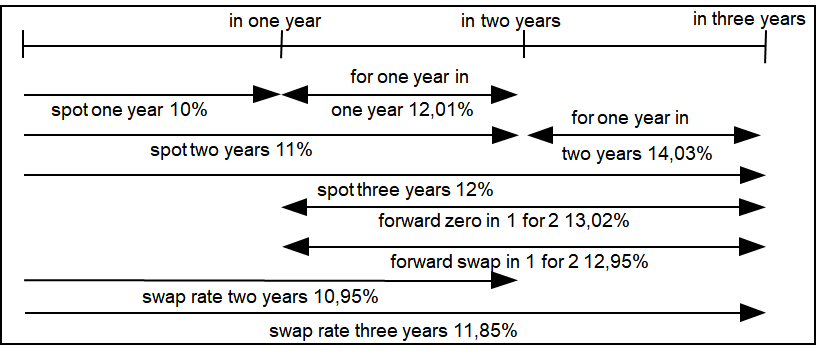 in one year
in two years
in three years
for one year in
spot one year 10%
one year 12,01%
for one year in
spot two years 11%
two years 14,03%
spot three years 12%
forward zero in 1 for 2 13,02%
forward swap in 1 for 2 12,95%
swap rate two years 10,95%
swap rate three years 11,85%